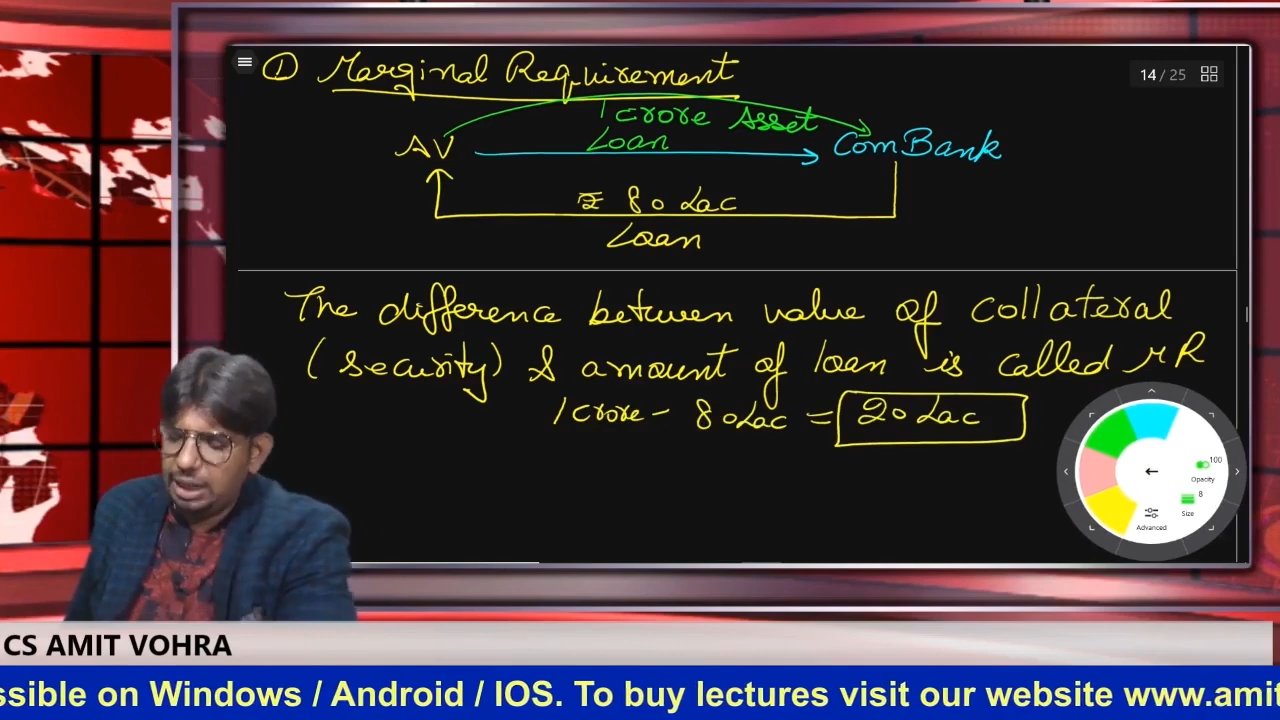 ① Marginal Requirement
14 / 25
1 crore Asset
Loan
AV
Com Bank
₹ 80 Lac
Loan
The difference between value of collateral
(security) & amount of loan is called MR
1 crore - 80 Lac = 20 Lac
100
Opacity
8
Size
Advanced
CS AMIT VOHRA
ssible on Windows / Android / IOS. To buy lectures visit our website www.amit